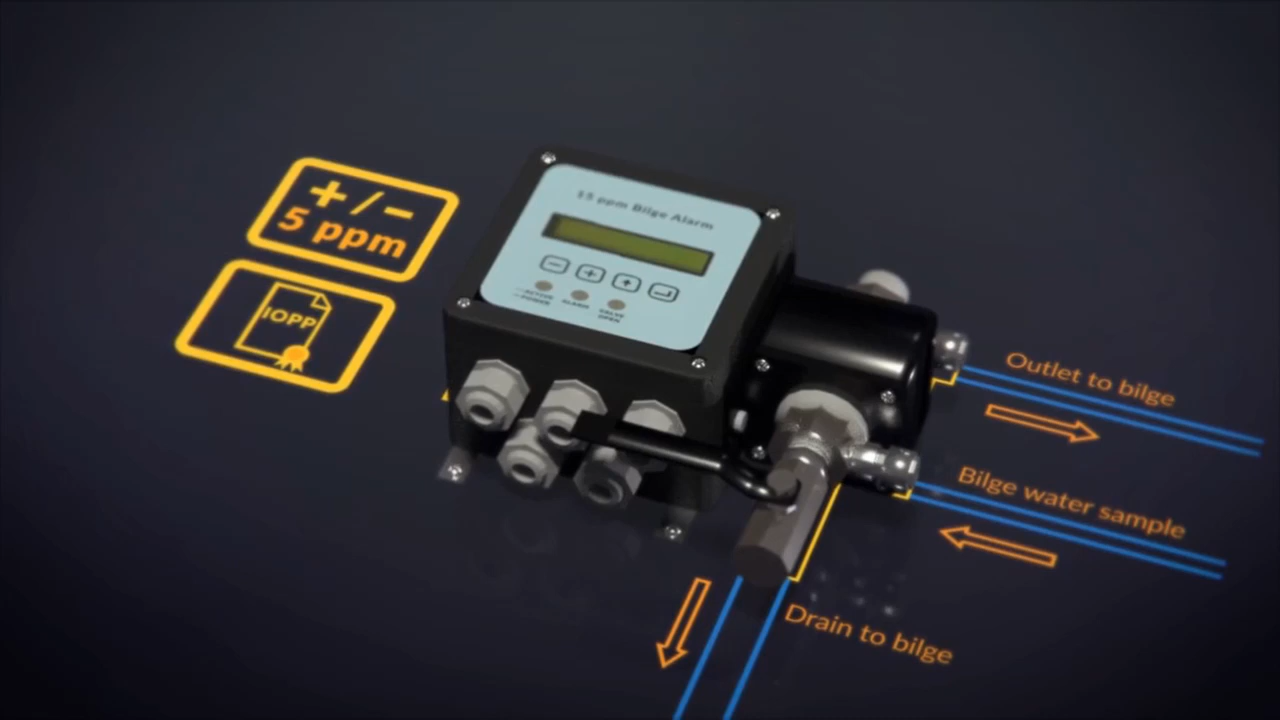 +/-
5 ppm
IOPP
15 ppm Bilge Alarm
ALARM
VALVE
OPEN
POWER
Outlet to bilge
Bilge water sample
Drain to bilge